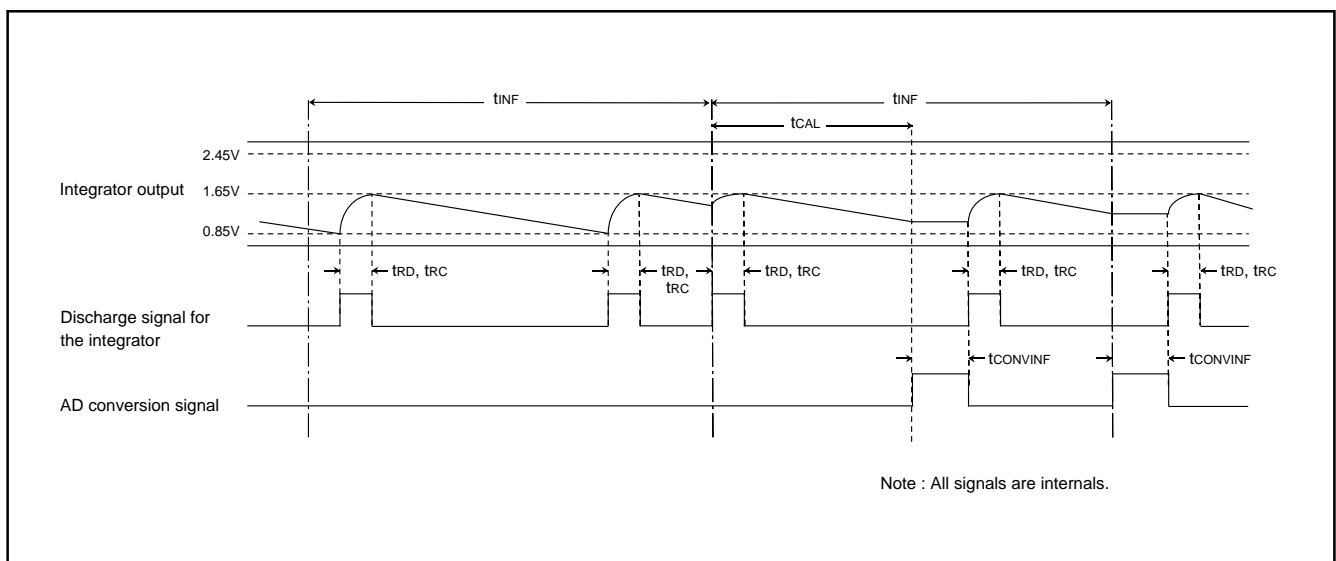 tINF
tINF
tCAL
2.45V
Integrator output
1.65V
0.85V
tRD, tRC
tRD,
tRC
tRD, tRC
tRD, tRC
tRD, tRC
Discharge signal for
the integrator
tCONVINF
tCONVINF
AD conversion signal
Note : All signals are internals.